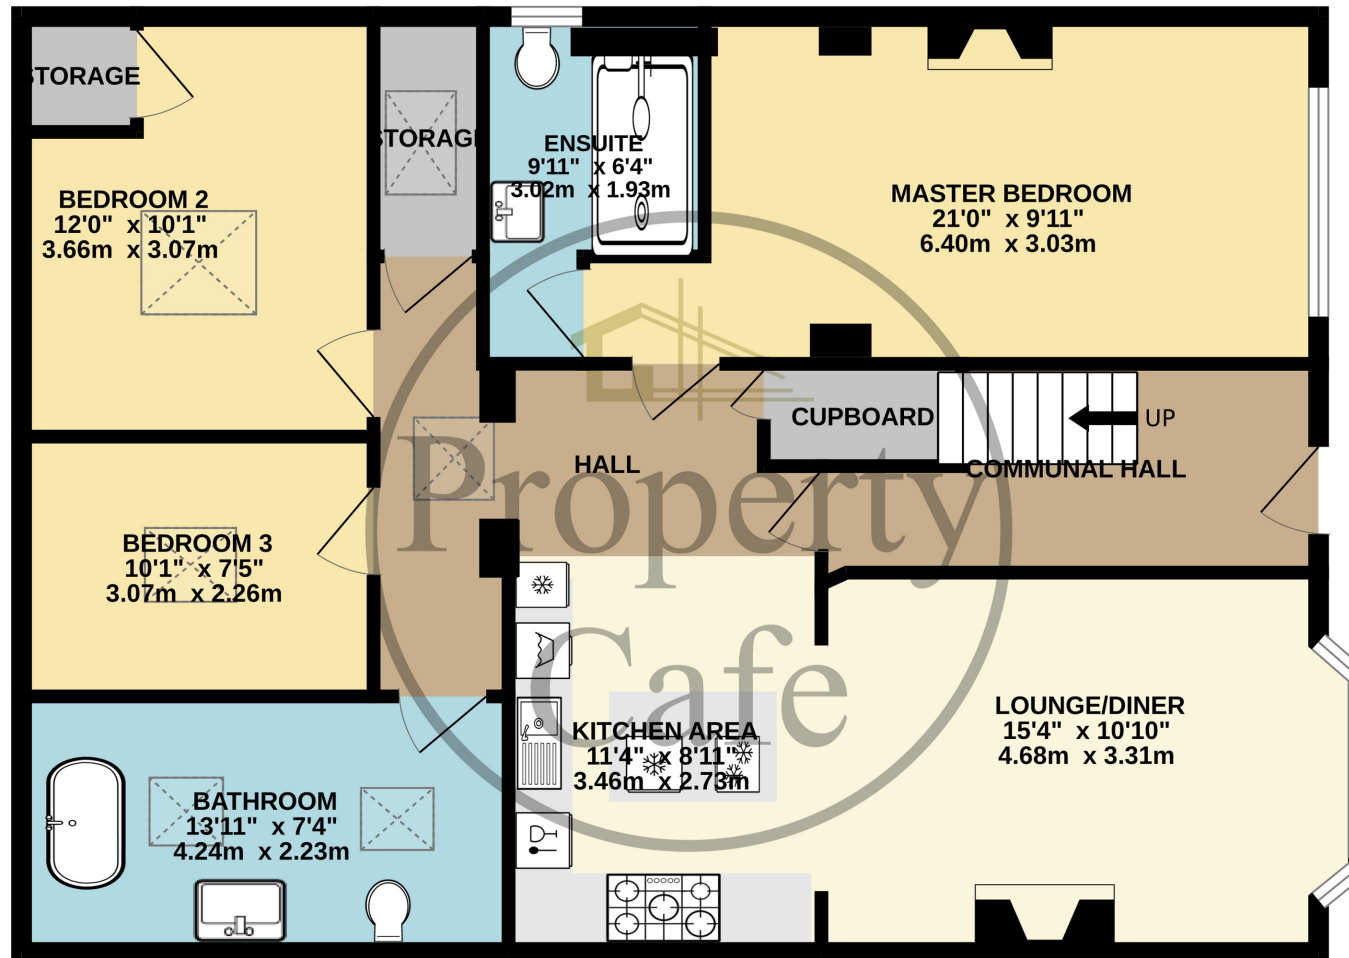 STORAGE
BEDROOM 2
12'0" x 10'1"
3.66m x 3.07m
STORAGE
ENSUITE
9'11" x 6'4"
3.02m x 1.93m
MASTER BEDROOM
21'0" x 9'11"
6.40m x 3.03m
CUPBOARD
UP
HALL
COMMUNAL HALL
Property
Cafe
BEDROOM 3
10'1" x 7'5"
3.07m x 2.26m
KITCHEN AREA
11'4" x 8'11"
3.46m x 2.73m
LOUNGE/DINER
15'4" x 10'10"
4.68m x 3.31m
BATHROOM
13'11" x 7'4"
4.24m x 2.23m